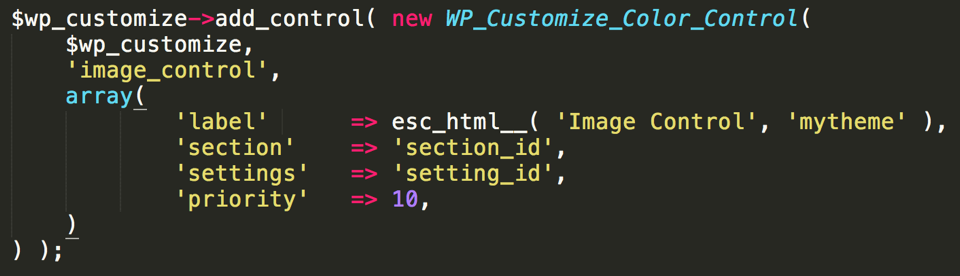 $wp_customize->add_control( new WP_Customize_Color_Control(
    $wp_customize,
    'image_control',
    array(
            'label'      => esc_html__( 'Image Control', 'mytheme' ),
            'section'    => 'section_id',
            'settings'   => 'setting_id',
            'priority'   => 10,
    )
) );